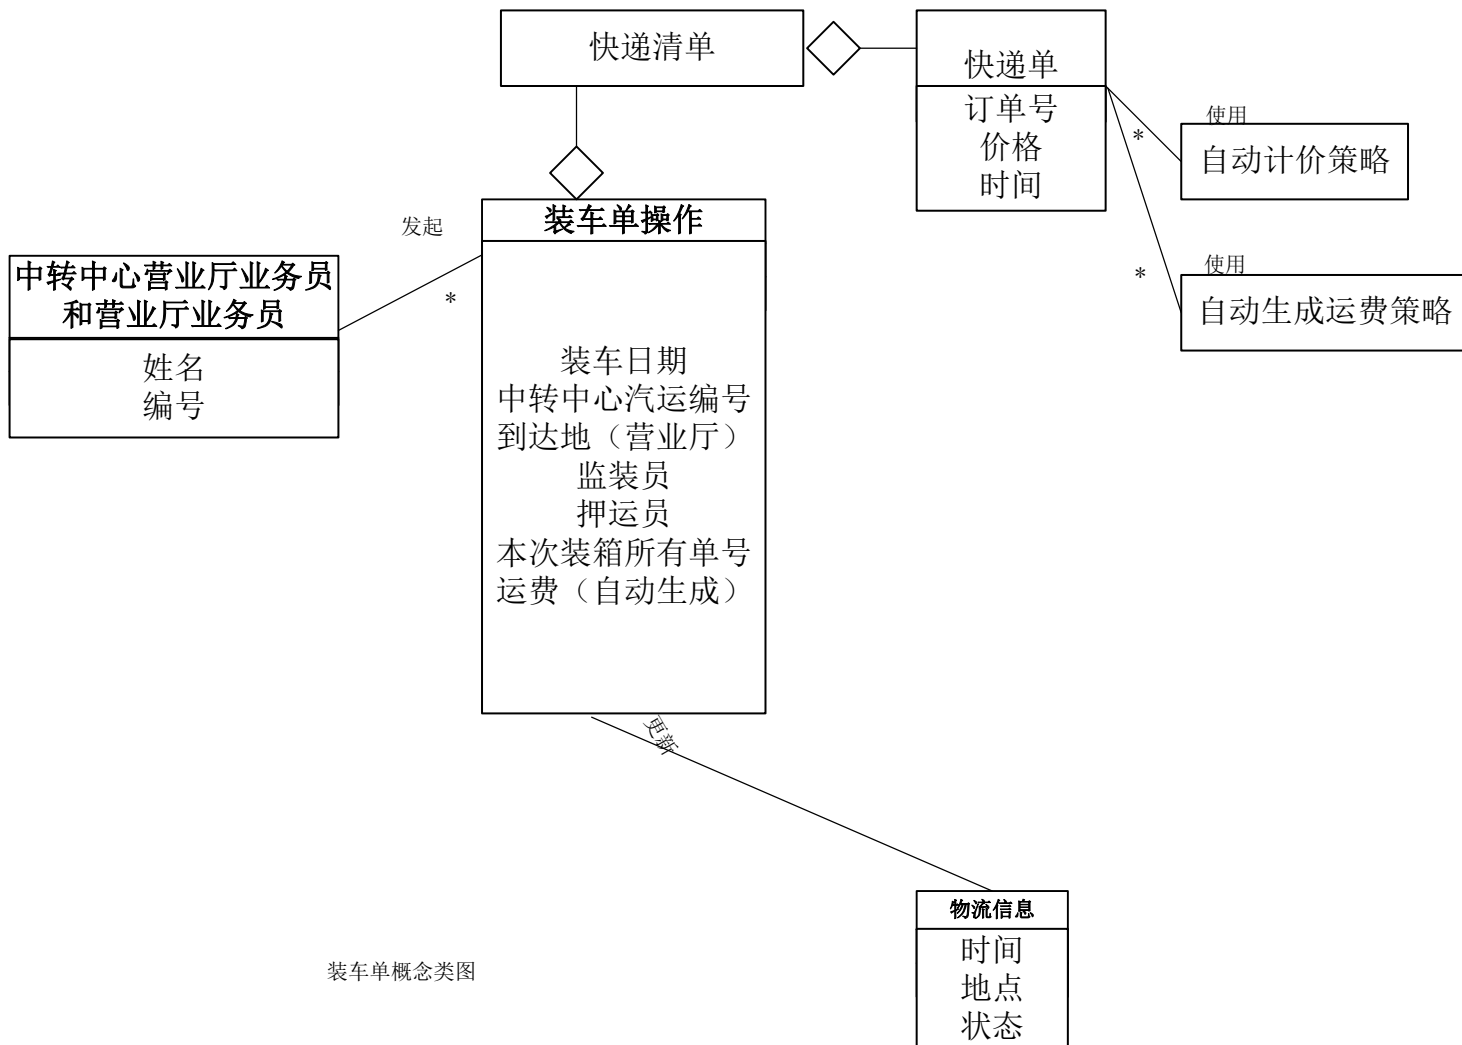 快递清单
快递单
订单号
价格
时间
使用
*
自动计价策略
使用
*
自动生成运费策略
发起
*
装车单操作
装车日期
中转中心汽运编号
到达地（营业厅）
监装员
押运员
本次装箱所有单号
运费（自动生成）
中转中心营业厅业务员
和营业厅业务员
姓名
编号
更新
物流信息
时间
地点
状态
装车单概念类图